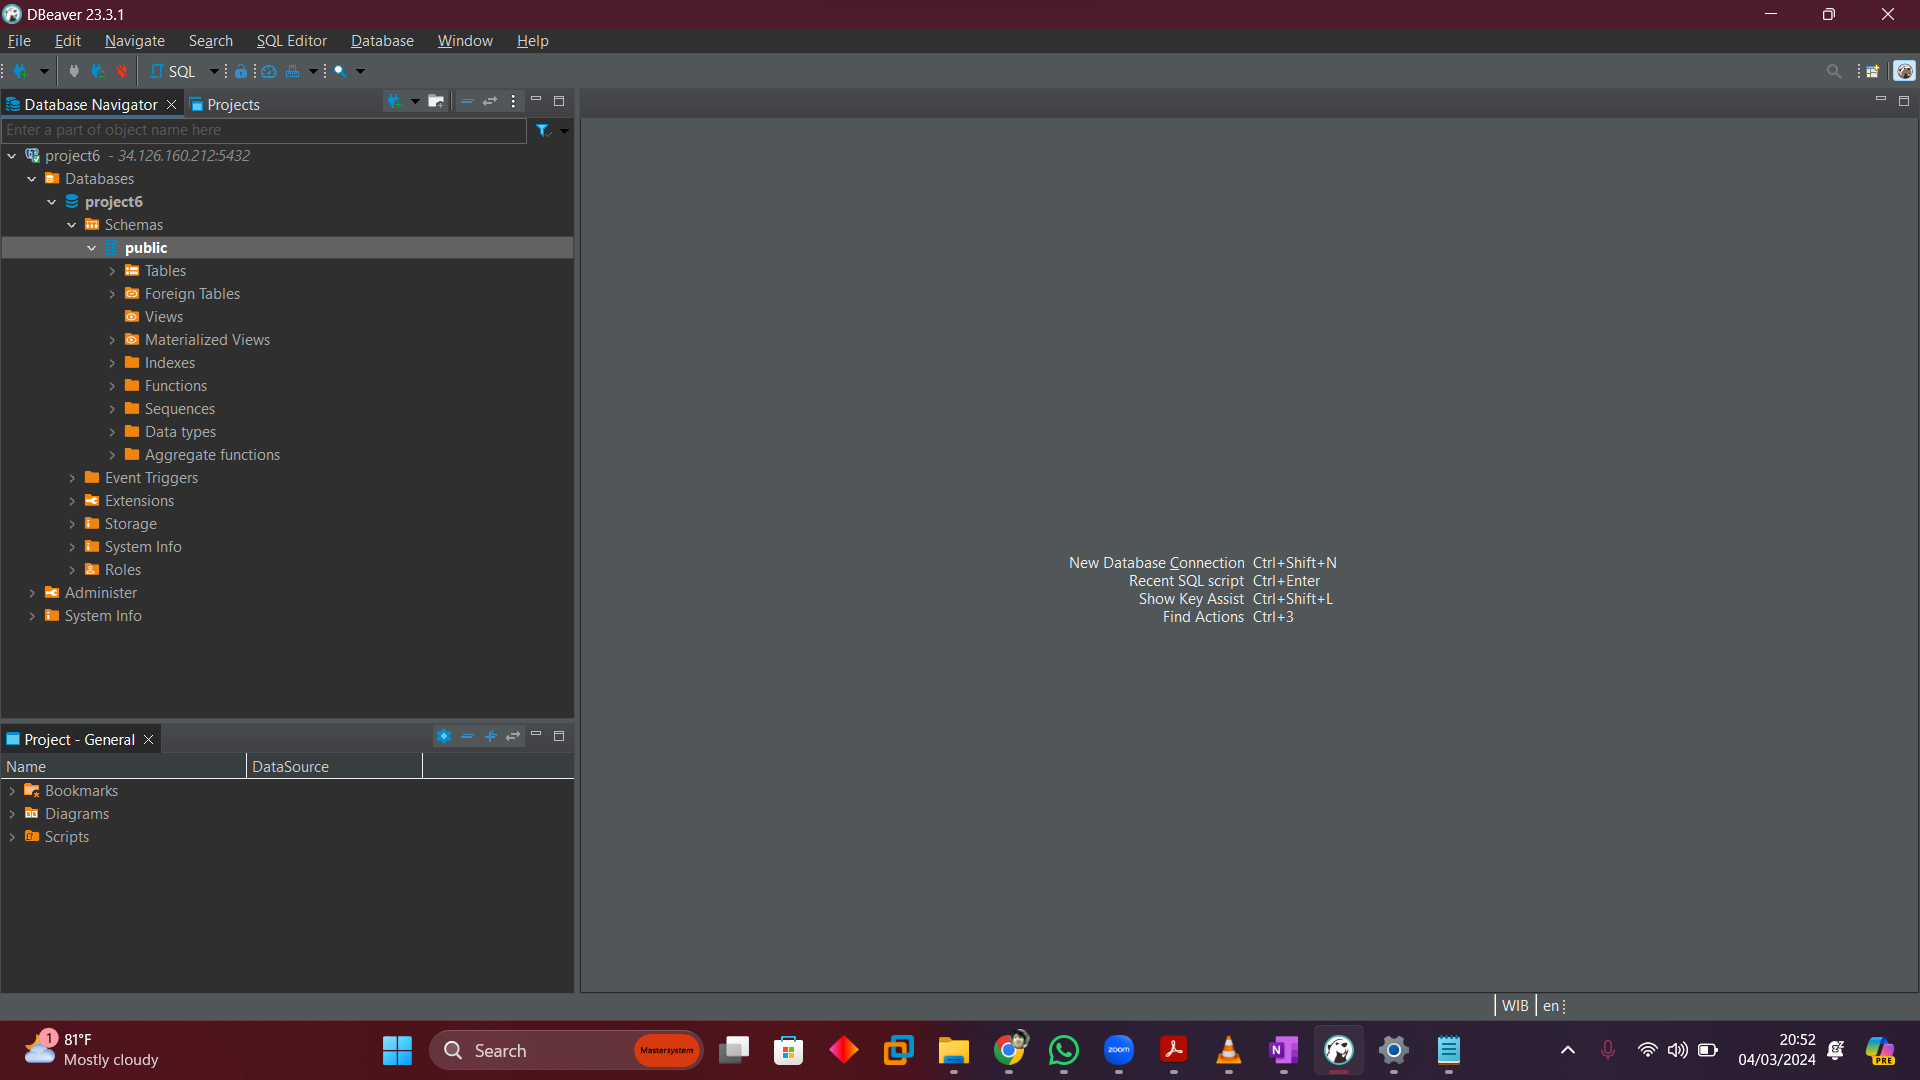 DBeaver 23.3.1
File Edit Navigate Search SQL Editor Database Window Help
SQL
Database Navigator Projects
Enter a part of object name here
project6 - 34.126.160.212:5432
Databases
project6
Schemas
public
Tables
Foreign Tables
Views
Materialized Views
Indexes
Functions
Sequences
Data types
Aggregate functions
Event Triggers
Extensions
Storage
System Info
Roles
Administer
System Info
New Database Connection Ctrl+Shift+N
Recent SQL script Ctrl+Enter
Show Key Assist Ctrl+Shift+L
Find Actions Ctrl+3
Project - General
Name DataSource
Bookmarks
Diagrams
Scripts
WIB en
1 81°F
Mostly cloudy
Search Mastersystem
zoom
N
20:52
04/03/2024
PRE